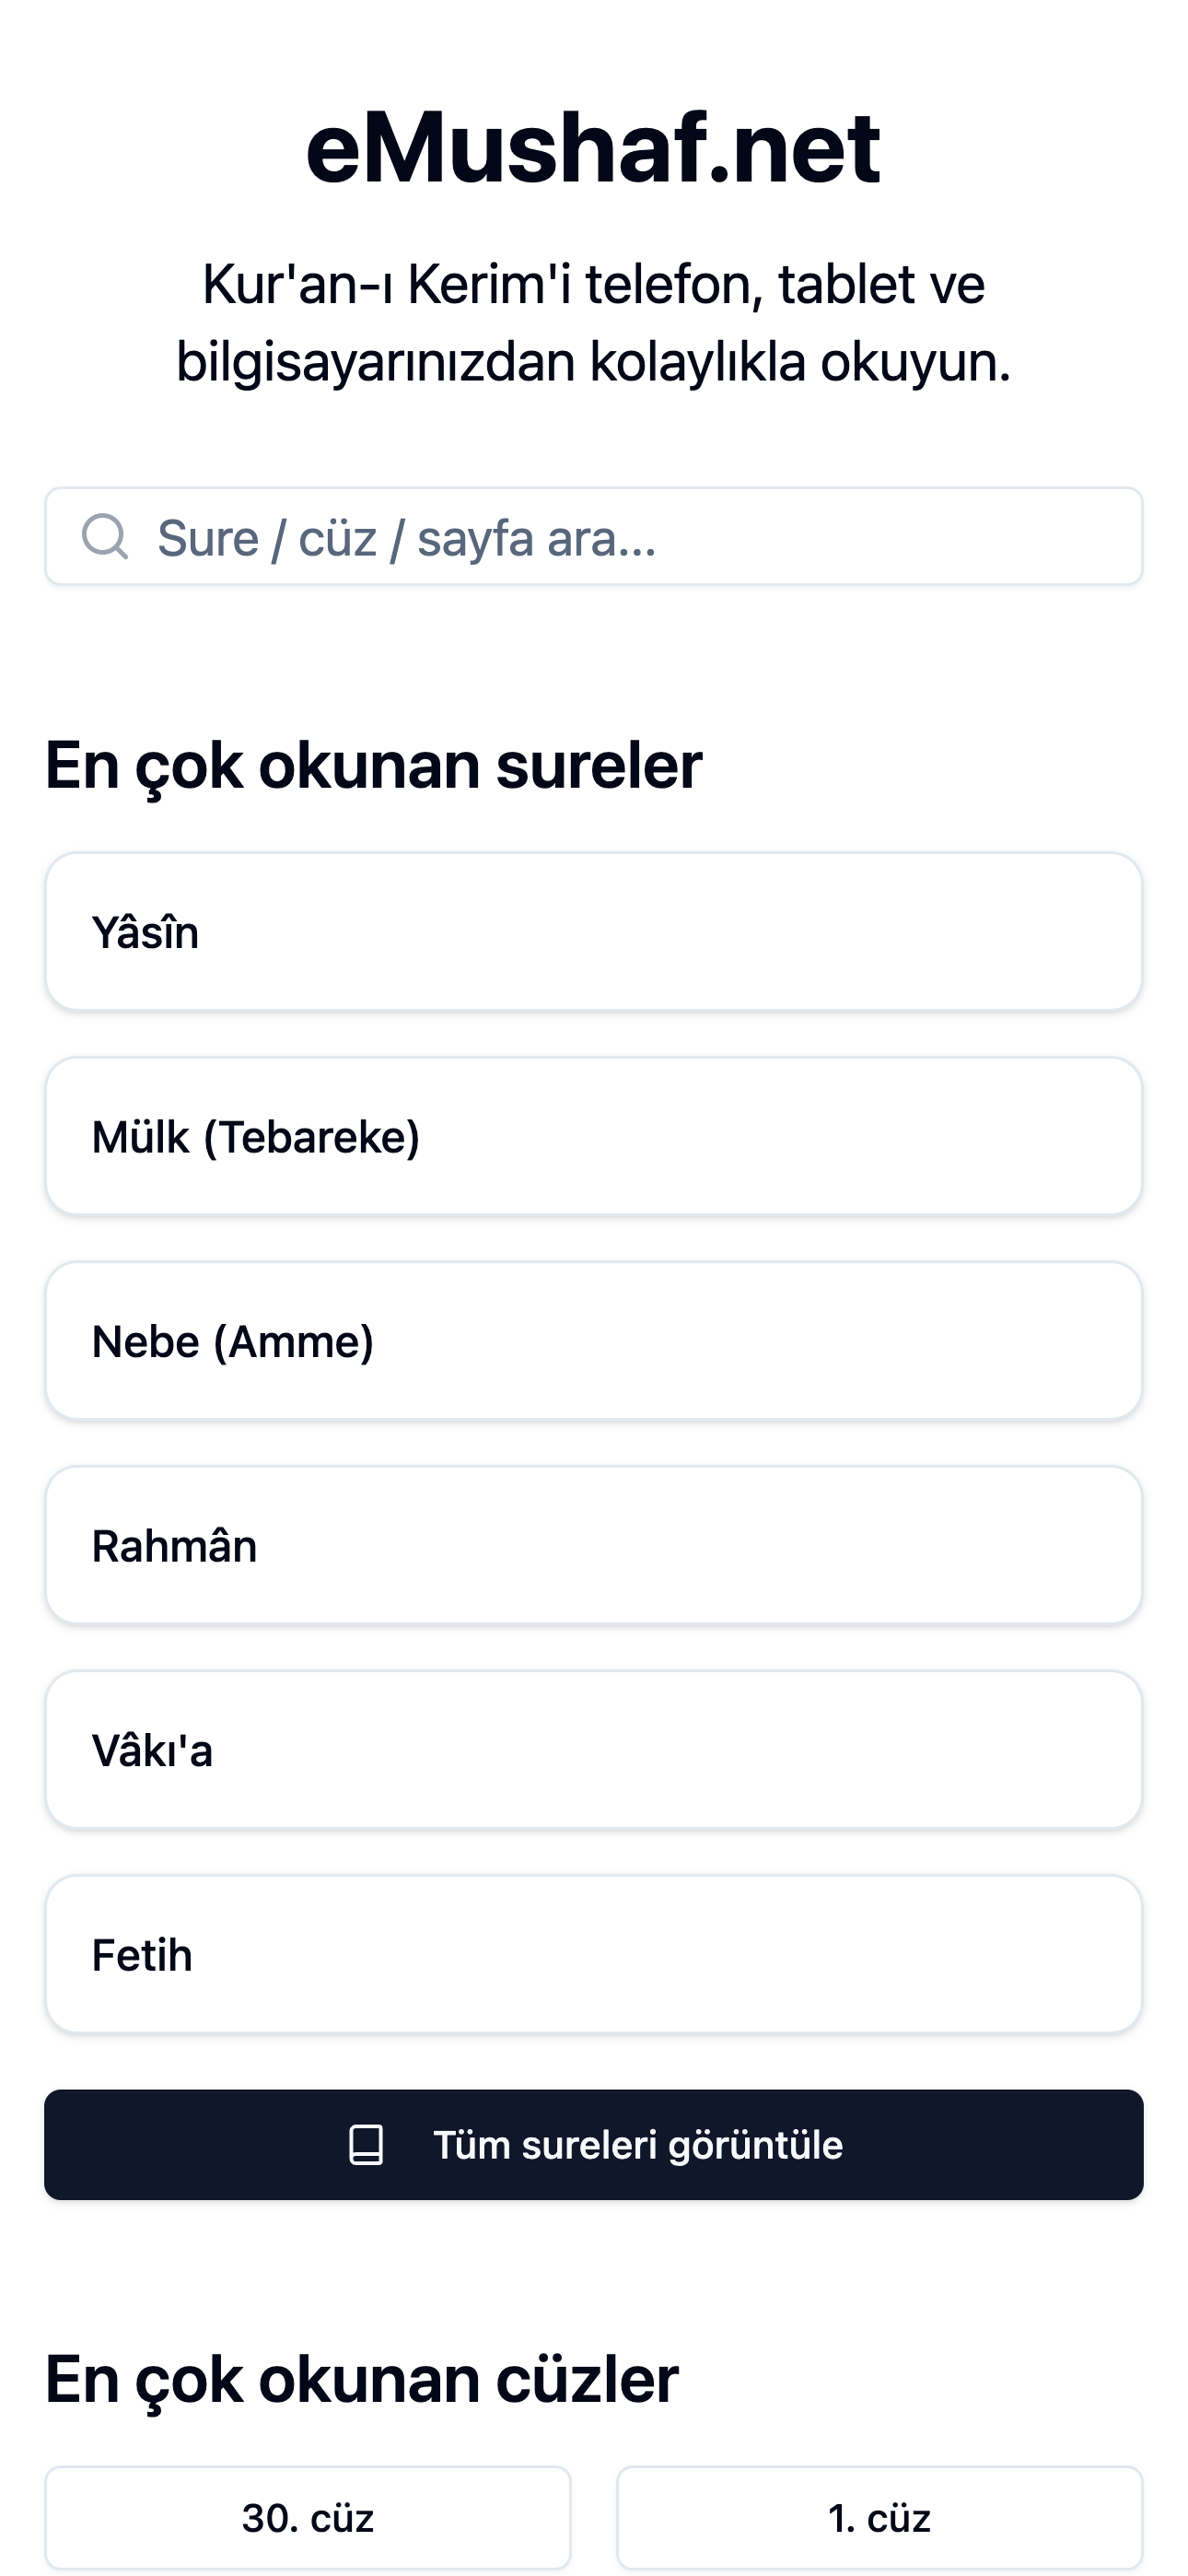 eMushaf.net
Kur'an-ı Kerim'i telefon, tablet ve
bilgisayarınızdan kolaylıkla okuyun.
Sure / cüz / sayfa ara...
En çok okunan sureler
Yâsîn
Mülk (Tebareke)
Nebe (Amme)
Rahmân
Vâkı'a
Fetih
Tüm sureleri görüntüle
En çok okunan cüzler
30. cüz
1. cüz